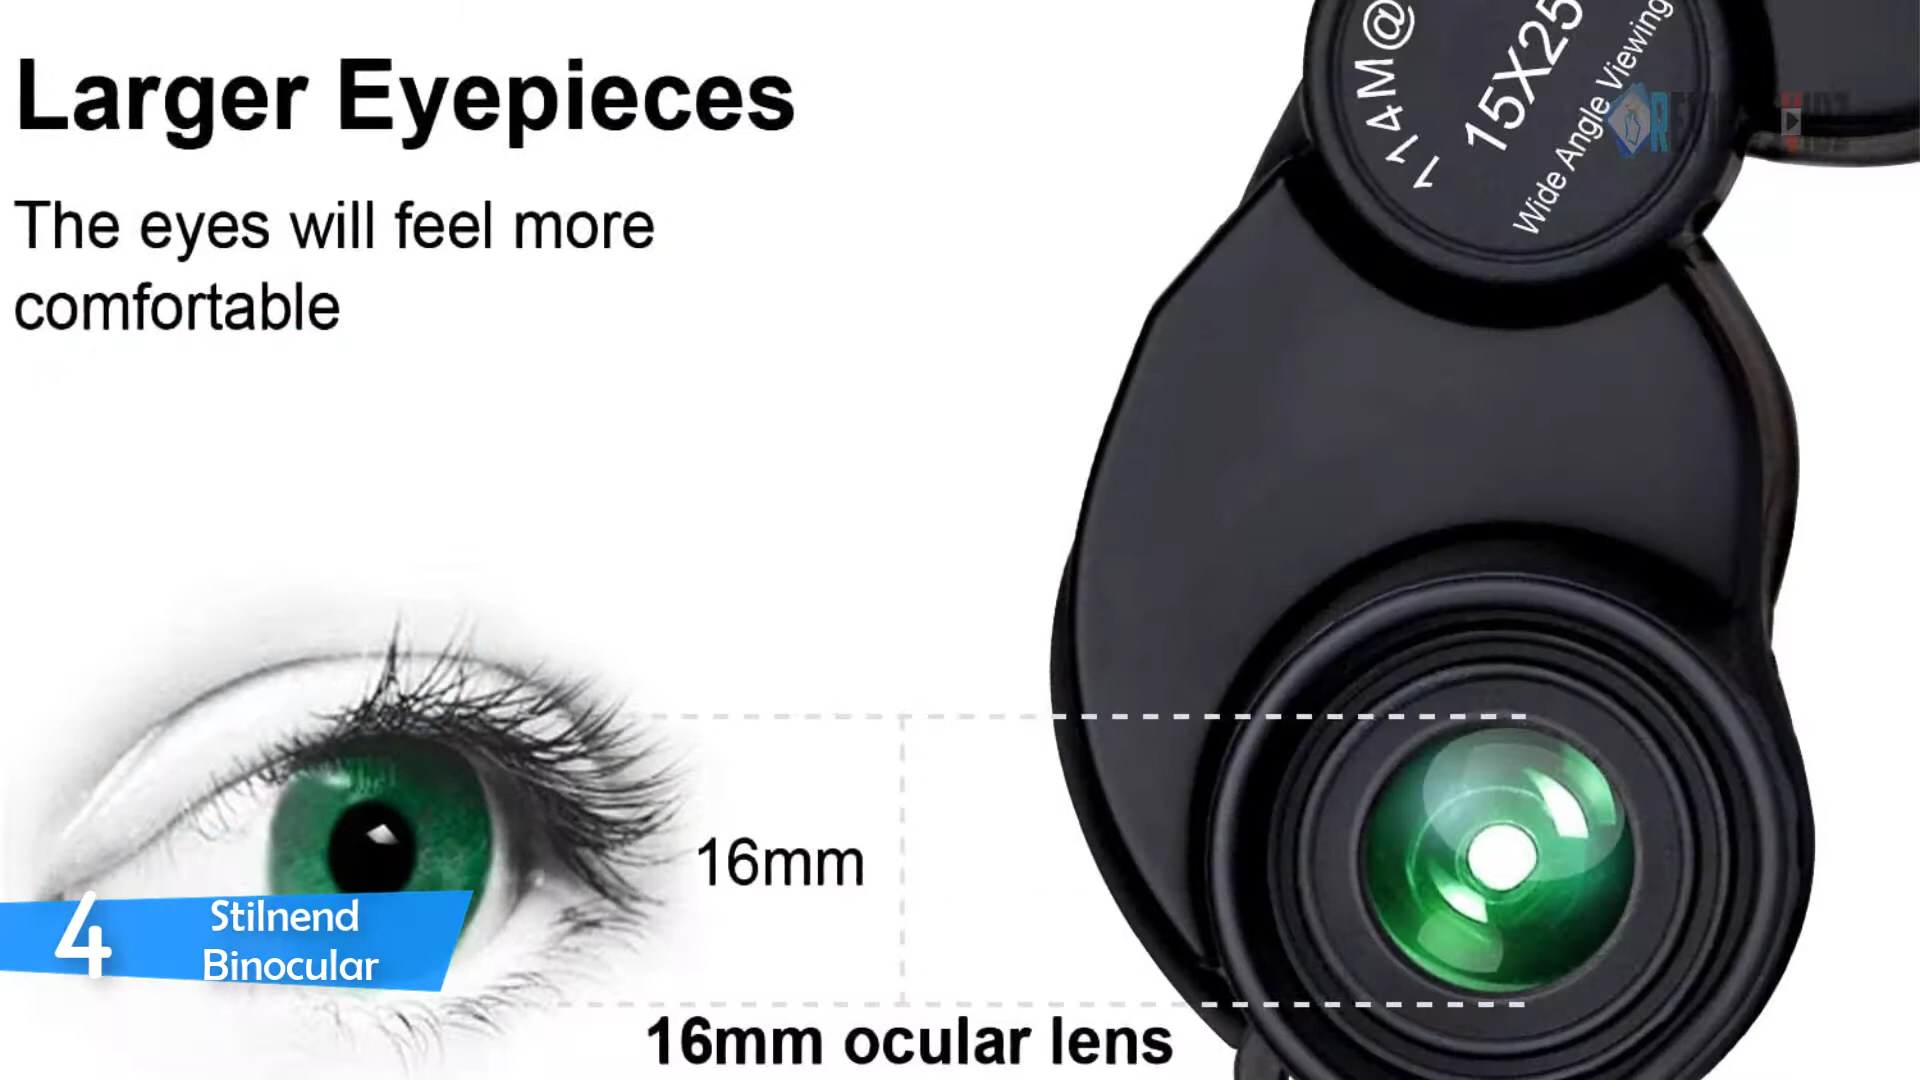 Larger Eyepieces
The eyes will feel more
comfortable
114M@
15X25
Wide Angle Viewing
16mm
4
Stilnend
Binocular
16mm ocular lens